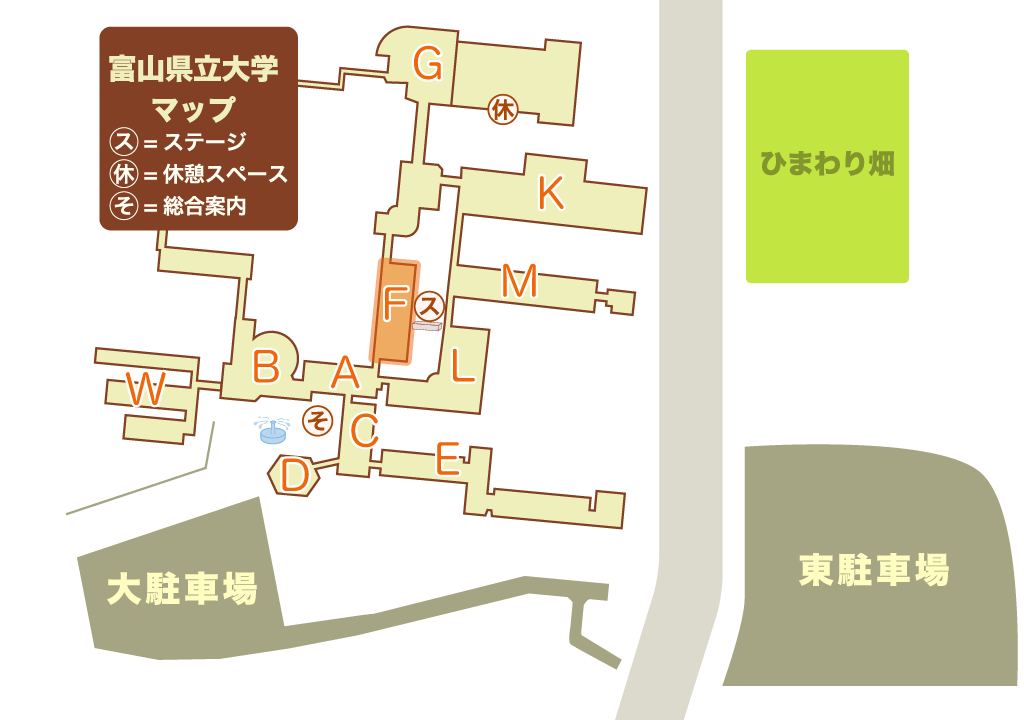 富山県立大学
マップ
ス = ステージ
休 = 休憩スペース
そ = 総合案内
G
休
K
ひまわり畑
F
ス
M
B
A
L
W
そ
C
D
E
大駐車場
東駐車場